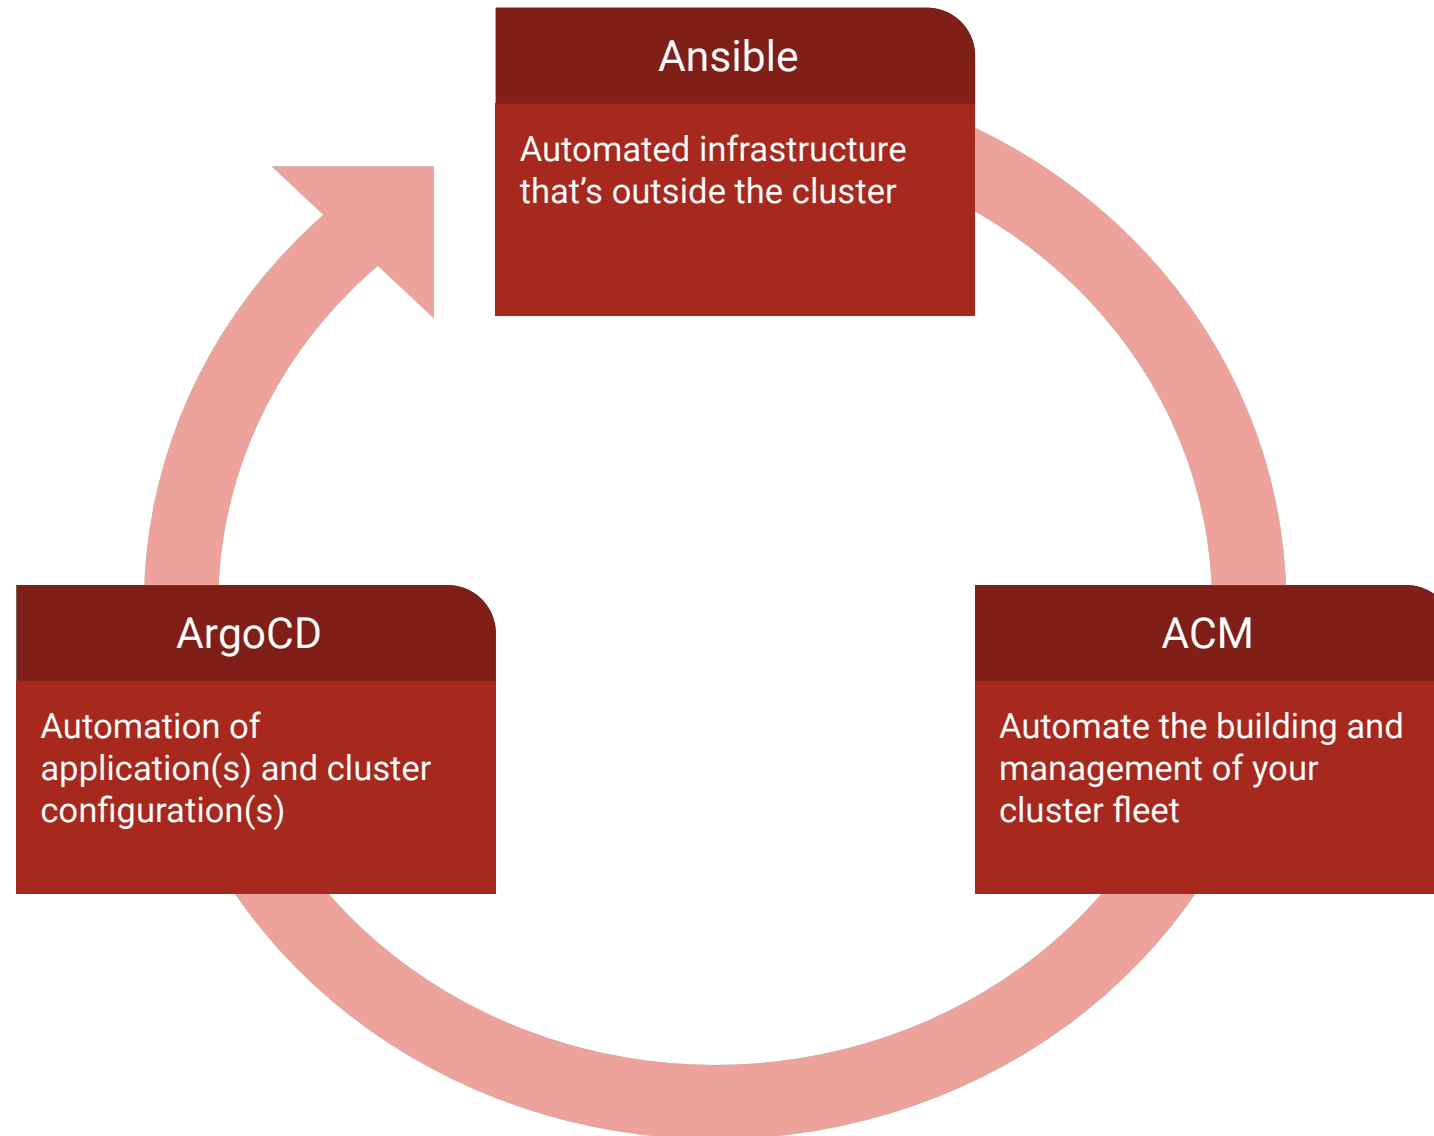 Ansible
Automated infrastructure
that’s outside the cluster
ArgoCD
Automation of
application(s) and cluster
configuration(s)
ACM
Automate the building and
management of your
cluster fleet